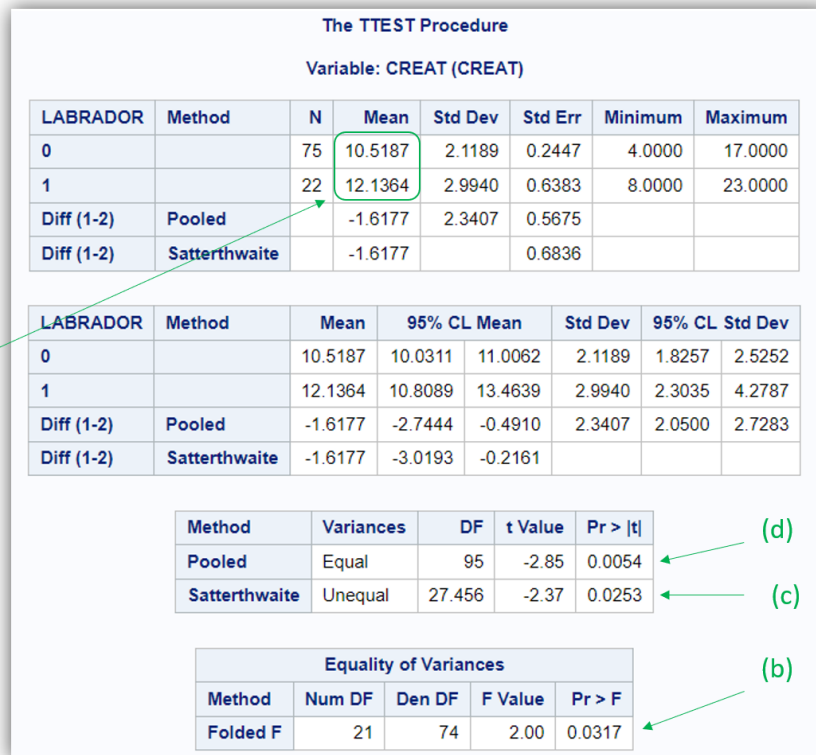 The TTEST Procedure
Variable: CREAT (CREAT)
LABRADOR Method N Mean Std Dev Std Err Minimum Maximum
0 75 10.5187 2.1189 0.2447 4.0000 17.0000
1 22 12.1364 2.9940 0.6383 8.0000 23.0000
Diff (1-2) Pooled -1.6177 2.3407 0.5675
Diff (1-2) Satterthwaite -1.6177 0.6836
LABRADOR Method Mean 95% CL Mean Std Dev 95% CL Std Dev
0 10.5187 10.0311 11.0062 2.1189 1.8257 2.5252
1 12.1364 10.8089 13.4639 2.9940 2.3035 4.2787
Diff (1-2) Pooled -1.6177 -2.7444 -0.4910 2.3407 2.0500 2.7283
Diff (1-2) Satterthwaite -1.6177 -3.0193 -0.2161
Method Variances DF t Value Pr > |t|
Pooled Equal 95 -2.85 0.0054 (d)
Satterthwaite Unequal 27.456 -2.37 0.0253 (c)
Equality of Variances
Method Num DF Den DF F Value Pr > F
Folded F 21 74 2.00 0.0317 (b)